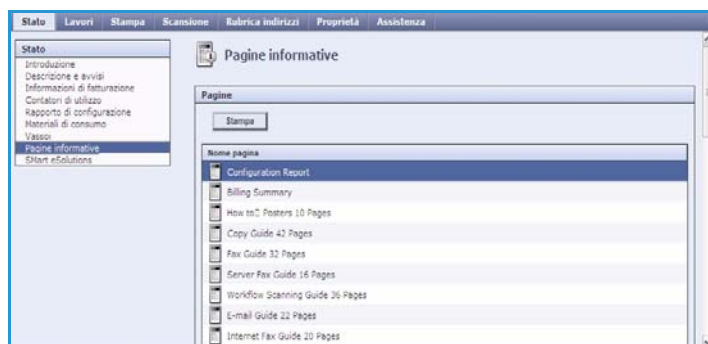 Stato Lavori Stampa Scansione Rubrica indirizzi Proprietà Assistenza
Stato
Introduzione
Descrizione e avvisi
Informazioni di fatturazione
Contatori di utilizzo
Rapporto di configurazione
Materiali di consumo
Vassoi
Pagine informative
SMart eSolutions
Pagine informative
Pagine
Stampa
Nome pagina
Configuration Report
Billing Summary
How to Posters 10 Pages
Copy Guide 42 Pages
Fax Guide 32 Pages
Server Fax Guide 16 Pages
Workflow Scanning Guide 36 Pages
E-mail Guide 22 Pages
Internet Fax Guide 20 Pages